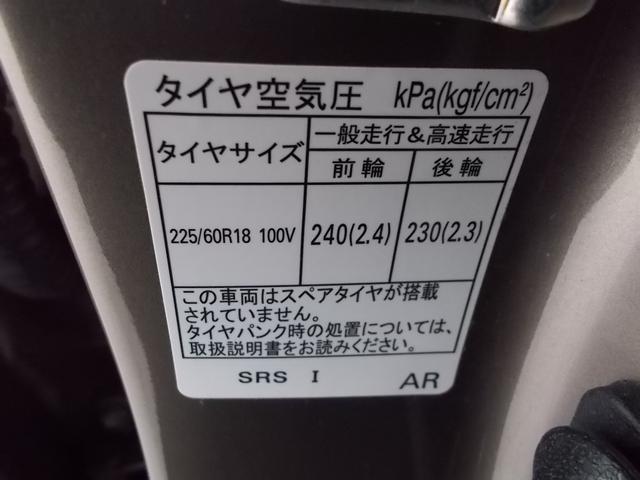 タイヤ空気圧 kPa(kgf/cm²)
タイヤサイズ 一般走行&高速走行
前輪 後輪
225/60R18 100V 240(2.4) 230(2.3)
この車両はスペアタイヤが搭載
されていません。
タイヤパンク時の処置については、
取扱説明書をお読みください。
SRS I AR